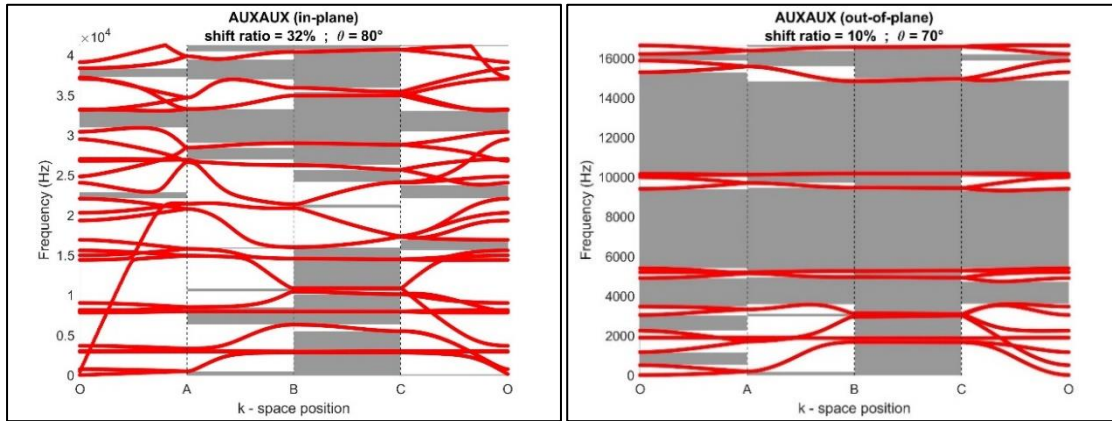 AUXAUX (in-plane)
shift ratio = 32% ; θ = 80°
×10⁴
4
3.5
3
2.5
2
1.5
1
0.5
0
Frequency (Hz)
O A B C O
k - space position
AUXAUX (out-of-plane)
shift ratio = 10% ; θ = 70°
16000
14000
12000
10000
8000
6000
4000
2000
0
Frequency (Hz)
O A B C O
k - space position